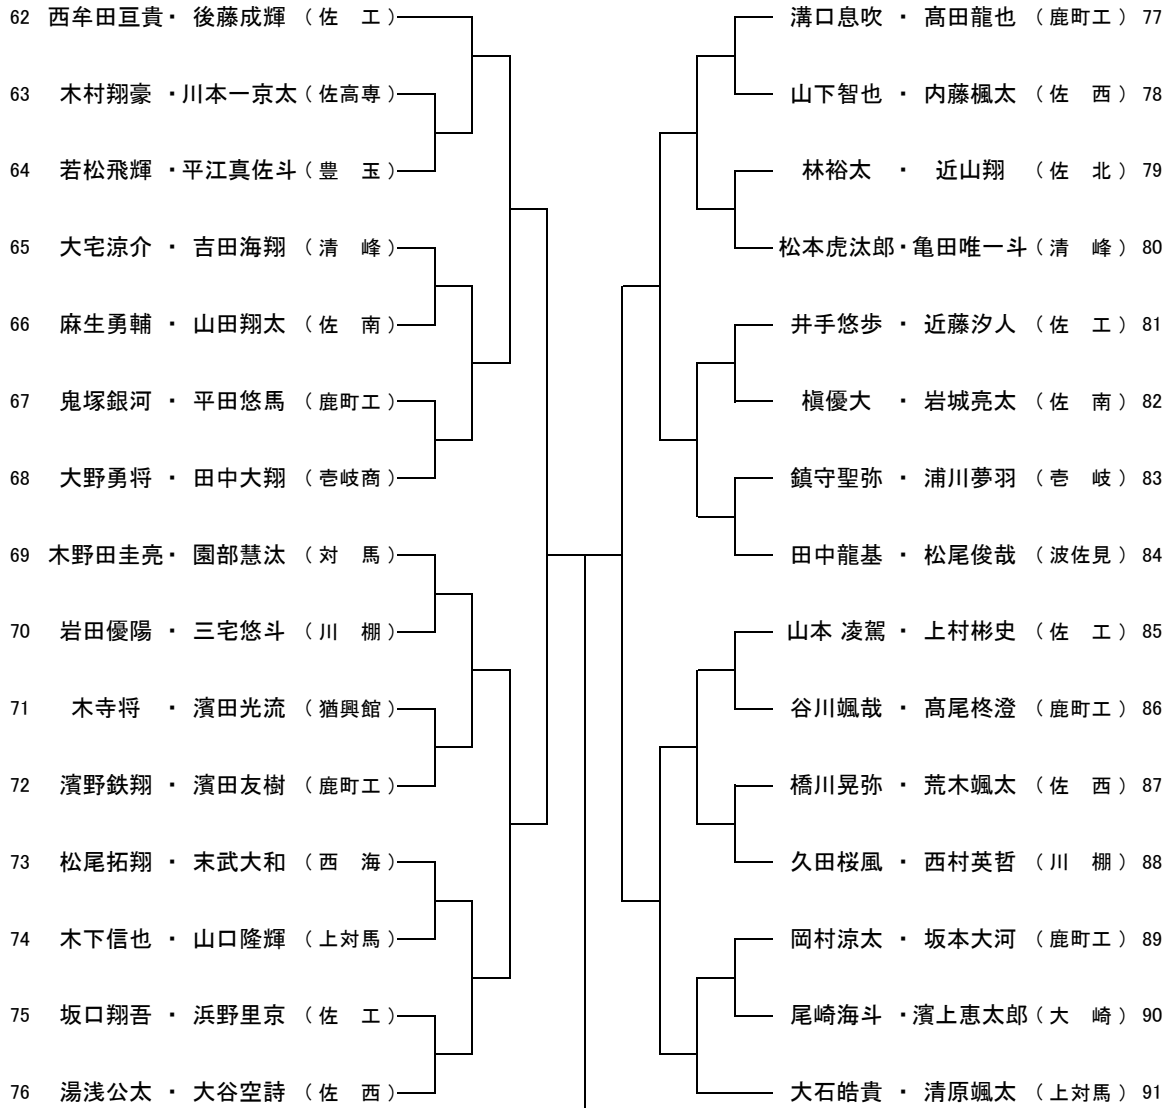 62 西牟田亘貴・ 後藤成輝 （佐　工）
63 木村翔豪 ・川本一京太（佐高専）
64 若松飛輝 ・平江真佐斗（豊　玉）
65 大宅涼介 ・ 吉田海翔 （清　峰）
66 麻生勇輔 ・ 山田翔太 （佐　南）
67 鬼塚銀河 ・ 平田悠馬 （鹿町工）
68 大野勇将 ・ 田中大翔 （壱岐商）
69 木野田圭亮・ 園部慧汰 （対　馬）
70 岩田優陽 ・ 三宅悠斗 （川　棚）
71 木寺将 ・ 濱田光流 （猶興館）
72 濱野鉄翔 ・ 濱田友樹 （鹿町工）
73 松尾拓翔 ・ 末武大和 （西　海）
74 木下信也 ・ 山口隆輝 （上対馬）
75 坂口翔吾 ・ 浜野里京 （佐　工）
76 湯浅公太 ・ 大谷空詩 （佐　西）
溝口息吹 ・ 髙田龍也 （鹿町工） 77
山下智也 ・ 内藤楓太 （佐　西） 78
林裕太 ・ 近山翔 （佐　北） 79
松本虎汰郎・亀田唯一斗（清　峰） 80
井手悠歩 ・ 近藤汐人 （佐　工） 81
槇優大 ・ 岩城亮太 （佐　南） 82
鎮守聖弥 ・ 浦川夢羽 （壱　岐） 83
田中龍基 ・ 松尾俊哉 （波佐見） 84
山本 凌駕 ・ 上村彬史 （佐　工） 85
谷川颯哉 ・ 髙尾柊澄 （鹿町工） 86
橋川晃弥 ・ 荒木颯太 （佐　西） 87
久田桜風 ・ 西村英哲 （川　棚） 88
岡村涼太 ・ 坂本大河 （鹿町工） 89
尾崎海斗 ・濱上恵太郎（大　崎） 90
大石皓貴 ・ 清原颯太 （上対馬） 91